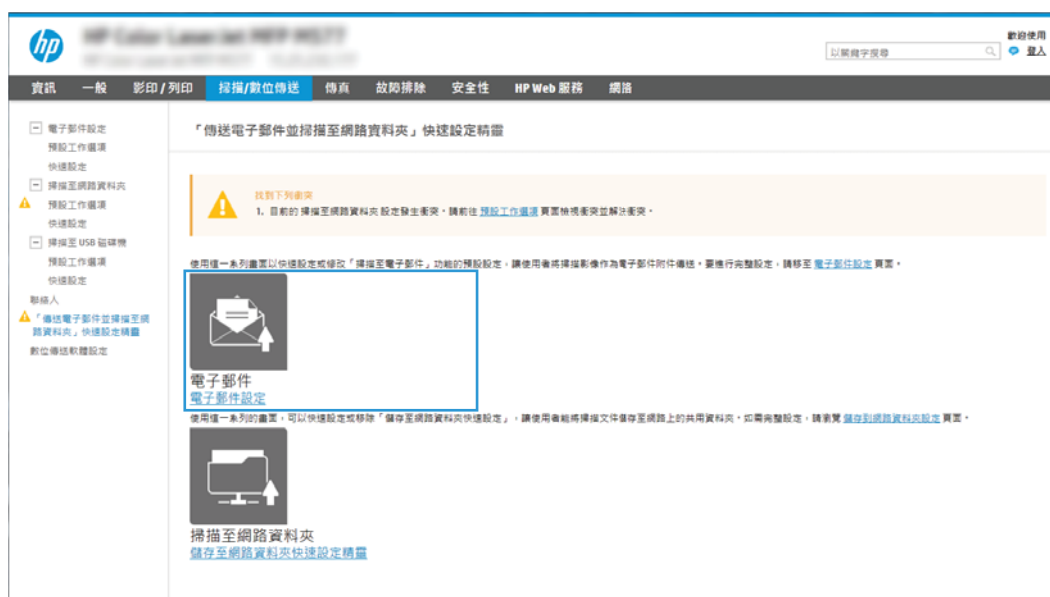 hp
歡迎使用
以關鍵字搜尋
登入
資訊 一般 影印 / 列印 掃描/數位傳送 傳真 故障排除 安全性 HP Web 服務 網路
電子郵件設定
預設工作選項
快速設定
掃描至網路資料夾
預設工作選項
快速設定
掃描至 USB 磁碟機
預設工作選項
快速設定
聯絡人
「傳送電子郵件並掃描至網
路資料夾」快速設定精靈
數位傳送軟體設定
「傳送電子郵件並掃描至網路資料夾」快速設定精靈
找到下列衝突
1. 目前的 掃描至網路資料夾 設定發生衝突。請前往 預設工作選項 頁面檢視衝突並解決衝突。
使用這一系列畫面以快速設定或修改「掃描至電子郵件」功能的預設設定，讓使用者將掃描影像作為電子郵件附件傳送。要進行完整設定，請移至 電子郵件設定 頁面。
電子郵件
電子郵件設定
使用這一系列的畫面，可以快速設定或移除「儲存至網路資料夾快速設定」，讓使用者能將掃描文件儲存至網路上的共用資料夾。如需完整設定，請瀏覽 儲存到網路資料夾設定 頁面。
掃描至網路資料夾
儲存至網路資料夾快速設定精靈